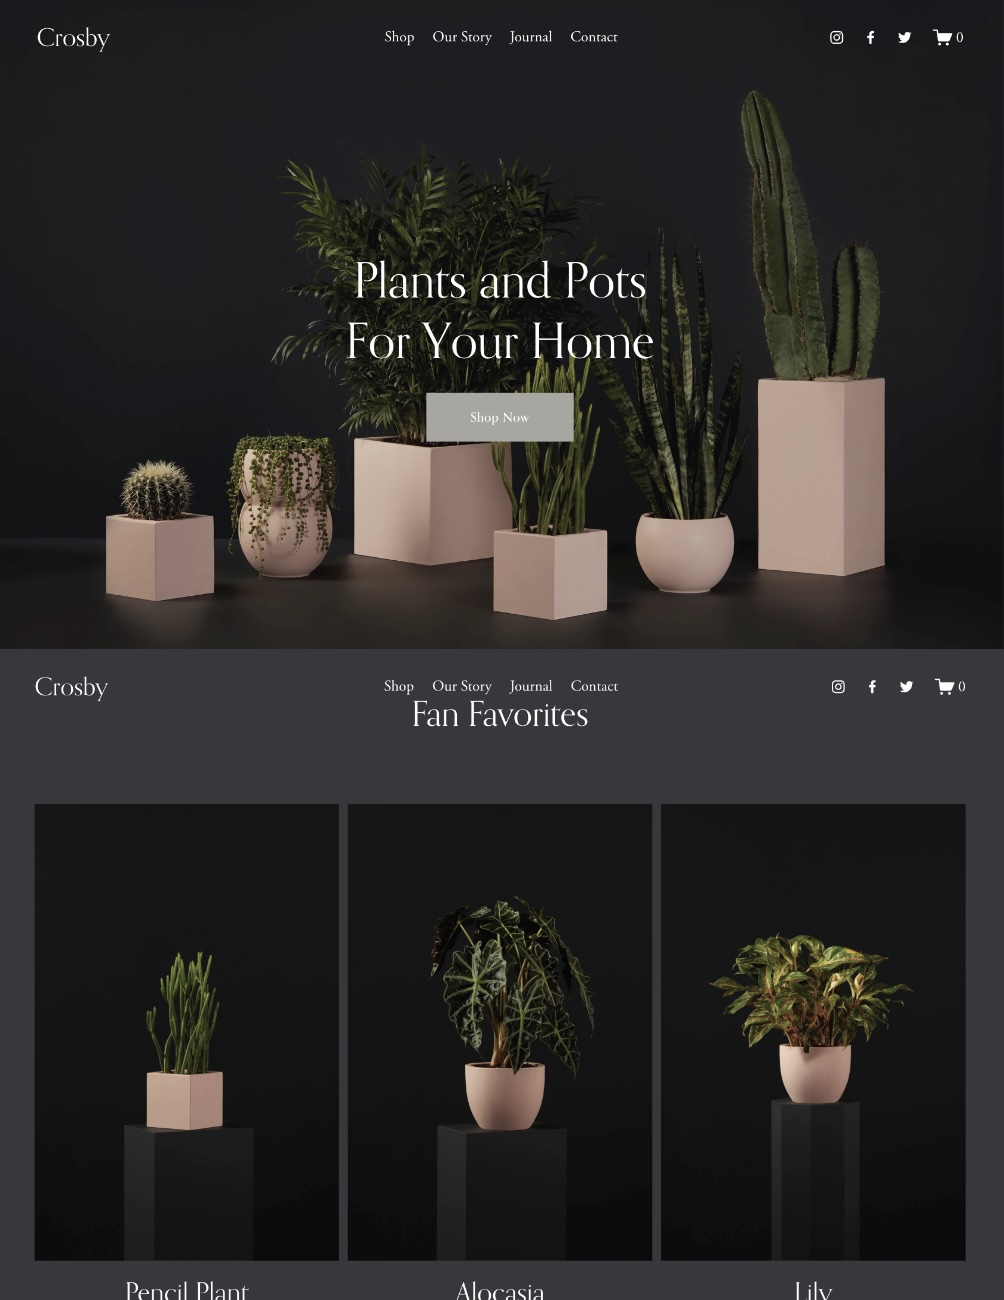 Crosby
Shop Our Story Journal Contact
0
Plants and Pots
For Your Home
Shop Now
Crosby
Shop Our Story Journal Contact
0
Fan Favorites
Pencil Plant
Alocasia
Lily